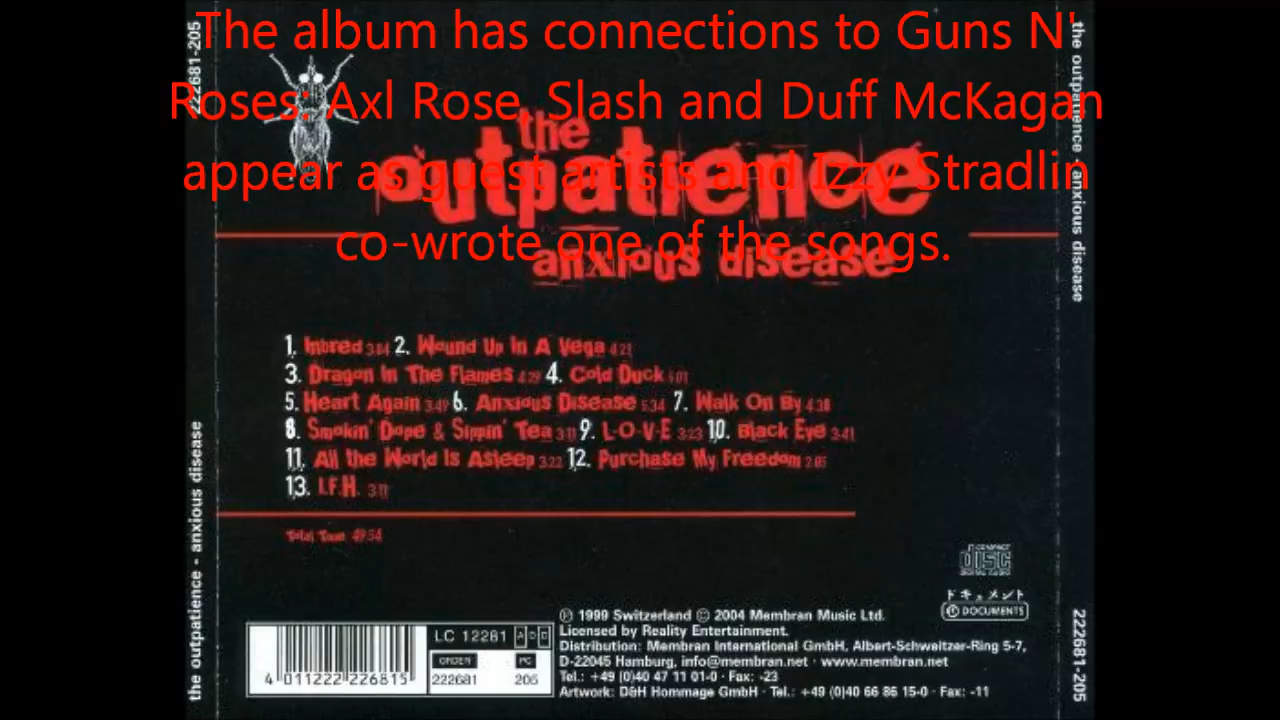 The album has connections to Guns N'
Roses: Axl Rose, Slash and Duff McKagan
appear as guest artists and Izzy Stradlin
co-wrote one of the songs.
the
outpatience
anxious disease
1. Inbred 3:04 2. Wound Up In A Vega 4:21
3. Dragon In The Flames 4:29 4. Cold Duck 5:01
5. Heart Again 3:49 6. Anxious Disease 5:34 7. Walk On By 4:38
8. Smokin' Dope & Sippin' Tea 3:11 9. L-O-V-E 3:23 10. Black Eye 3:41
11. All the World Is Asleep 3:22 12. Purchase My Freedom 2:05
13. I.F.H. 3:11
Total Time 49:54
COMPACT
DISC
DIGITAL AUDIO
ドキュメント
DOCUMENTS
LC 12281 A D D
ORDER PC
222681 205
4 011222 226815
℗ 1999 Switzerland © 2004 Membran Music Ltd.
Licensed by Reality Entertainment.
Distribution: Membran International GmbH, Albert-Schweitzer-Ring 5-7,
D-22045 Hamburg, info@membran.net · www.membran.net
Tel.: +49 (0)40 47 11 01-0 · Fax: -23
Artwork: D&H Hommage GmbH · Tel.: +49 (0)40 66 86 15-0 · Fax: -11
the outpatience - anxious disease
222681-205
the outpatience - anxious disease
222681-205